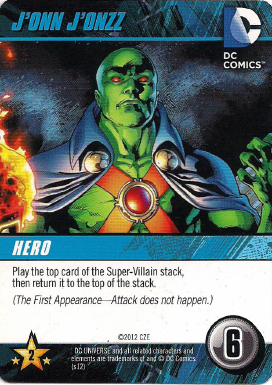 J'ONN J'ONZZ
DC
DC
COMICS™
HERO
Play the top card of the Super-Villain stack,
then return it to the top of the stack.
(The First Appearance—Attack does not happen.)
©2012 CZE
2
DC UNIVERSE and all related characters and
elements are trademarks of and © DC Comics.
(s12)
6